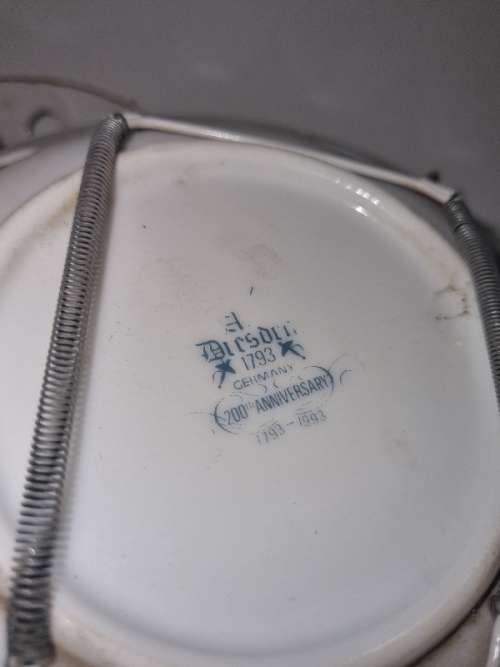 Dresden
1793
GERMANY
200TH ANNIVERSARY
1793-1993